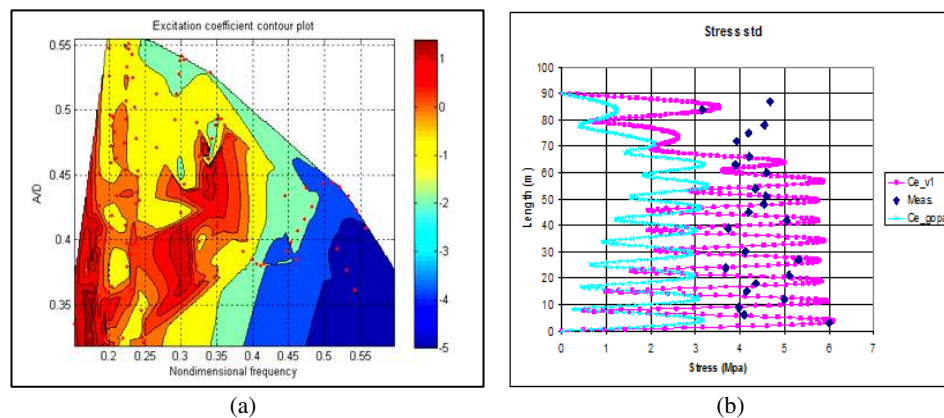 Excitation coefficient contour plot
0.55
0.5
0.45
0.4
0.35
A/D
0.2 0.25 0.3 0.35 0.4 0.45 0.5 0.55
Nondimensional frequency
1
0
-1
-2
-3
-4
-5
(a)
Stress std
100
90
80
70
60
50
40
30
20
10
0
Length (m)
0 1 2 3 4 5 6 7
Stress (Mpa)
Ce_v1
Meas.
(b)